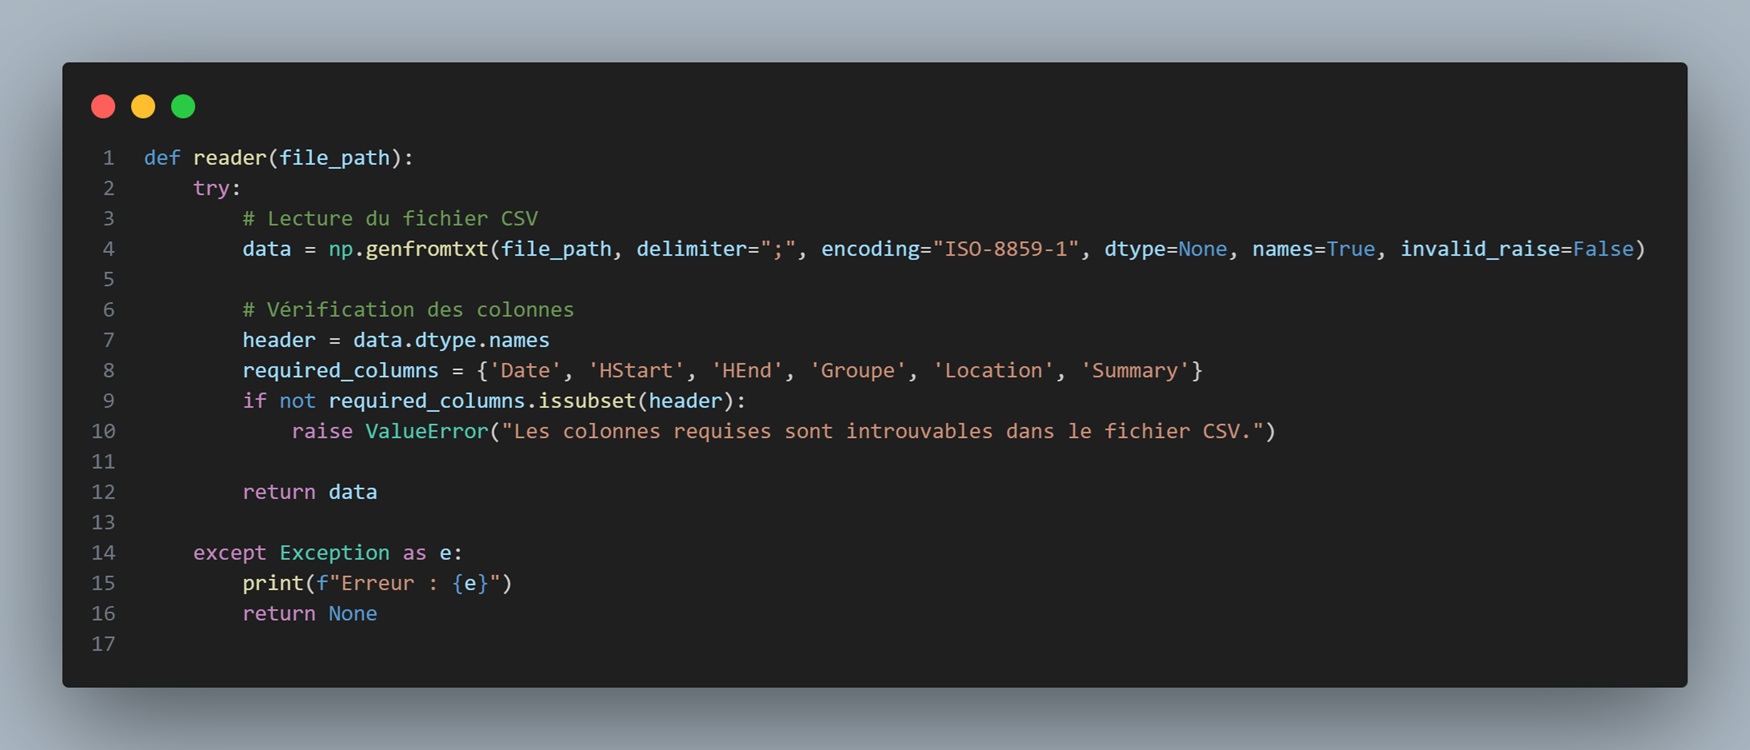 1 def reader(file_path):
2     try:
3         # Lecture du fichier CSV
4         data = np.genfromtxt(file_path, delimiter=";", encoding="ISO-8859-1", dtype=None, names=True, invalid_raise=False)
5
6         # Vérification des colonnes
7         header = data.dtype.names
8         required_columns = {'Date', 'HStart', 'HEnd', 'Groupe', 'Location', 'Summary'}
9         if not required_columns.issubset(header):
10             raise ValueError("Les colonnes requises sont introuvables dans le fichier CSV.")
11
12         return data
13
14     except Exception as e:
15         print(f"Erreur : {e}")
16         return None
17